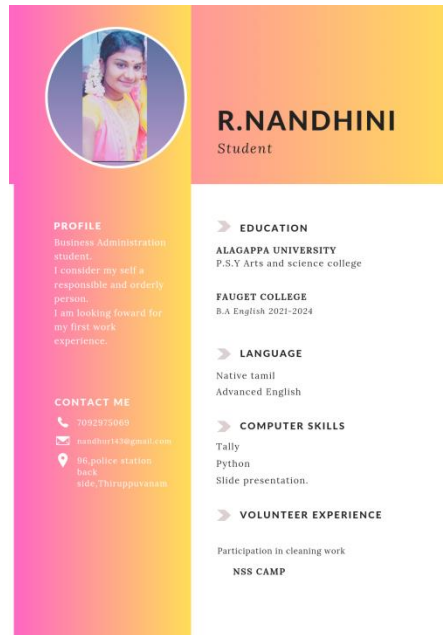 R.NANDHINI
Student
PROFILE
Business Administration
student.
I consider my self a
responsible and orderly
person.
I am looking foward for
my first work
experience.
CONTACT ME
7092975069
nandhur143@gmail.com
96,police station
back
side,Thiruppuvanam
EDUCATION
ALAGAPPA UNIVERSITY
P.S.Y Arts and science college
FAUGET COLLEGE
B.A English 2021-2024
LANGUAGE
Native tamil
Advanced English
COMPUTER SKILLS
Tally
Python
Slide presentation.
VOLUNTEER EXPERIENCE
Participation in cleaning work
NSS CAMP